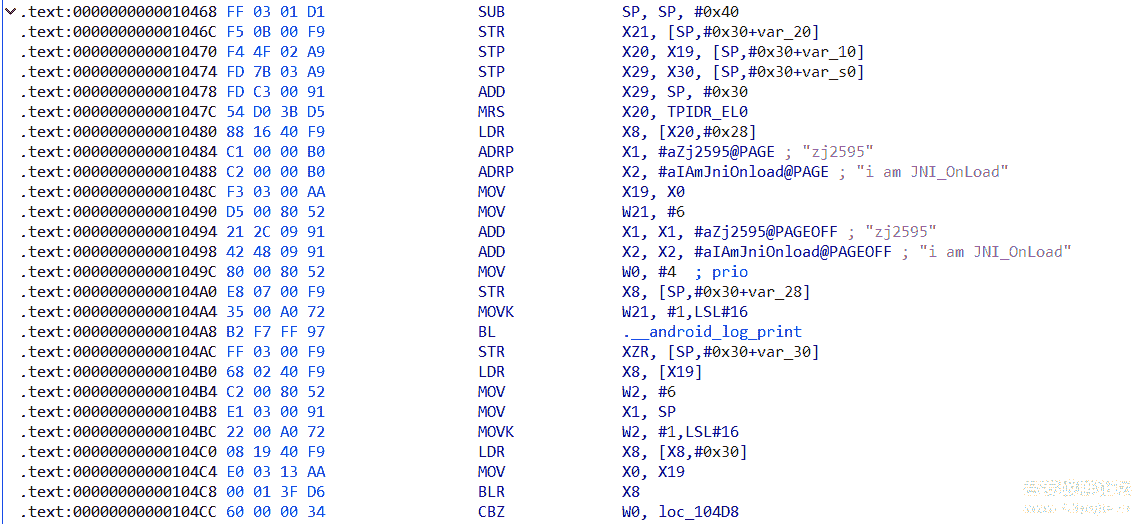 .text:0000000000010468 FF 03 01 D1 SUB SP, SP, #0x40
.text:000000000001046C F5 0B 00 F9 STR X21, [SP,#0x30+var_20]
.text:0000000000010470 F4 4F 02 A9 STP X20, X19, [SP,#0x30+var_10]
.text:0000000000010474 FD 7B 03 A9 STP X29, X30, [SP,#0x30+var_s0]
.text:0000000000010478 FD C3 00 91 ADD X29, SP, #0x30
.text:000000000001047C 54 D0 3B D5 MRS X20, TPIDR_EL0
.text:0000000000010480 88 16 40 F9 LDR X8, [X20,#0x28]
.text:0000000000010484 C1 00 00 B0 ADRP X1, #aZj2595@PAGE ; "zj2595"
.text:0000000000010488 C2 00 00 B0 ADRP X2, #aIAmJniOnload@PAGE ; "i am JNI_OnLoad"
.text:000000000001048C F3 03 00 AA MOV X19, X0
.text:0000000000010490 D5 00 80 52 MOV W21, #6
.text:0000000000010494 21 2C 09 91 ADD X1, X1, #aZj2595@PAGEOFF ; "zj2595"
.text:0000000000010498 42 48 09 91 ADD X2, X2, #aIAmJniOnload@PAGEOFF ; "i am JNI_OnLoad"
.text:000000000001049C 80 00 80 52 MOV W0, #4 ; prio
.text:00000000000104A0 E8 07 00 F9 STR X8, [SP,#0x30+var_28]
.text:00000000000104A4 35 00 A0 72 MOVK W21, #1,LSL#16
.text:00000000000104A8 B2 F7 FF 97 BL .__android_log_print
.text:00000000000104AC FF 03 00 F9 STR XZR, [SP,#0x30+var_30]
.text:00000000000104B0 68 02 40 F9 LDR X8, [X19]
.text:00000000000104B4 C2 00 80 52 MOV W2, #6
.text:00000000000104B8 E1 03 00 91 MOV X1, SP
.text:00000000000104BC 22 00 A0 72 MOVK W2, #1,LSL#16
.text:00000000000104C0 08 19 40 F9 LDR X8, [X8,#0x30]
.text:00000000000104C4 E0 03 13 AA MOV X0, X19
.text:00000000000104C8 00 01 3F D6 BLR X8
.text:00000000000104CC 60 00 00 34 CBZ W0, loc_104D8